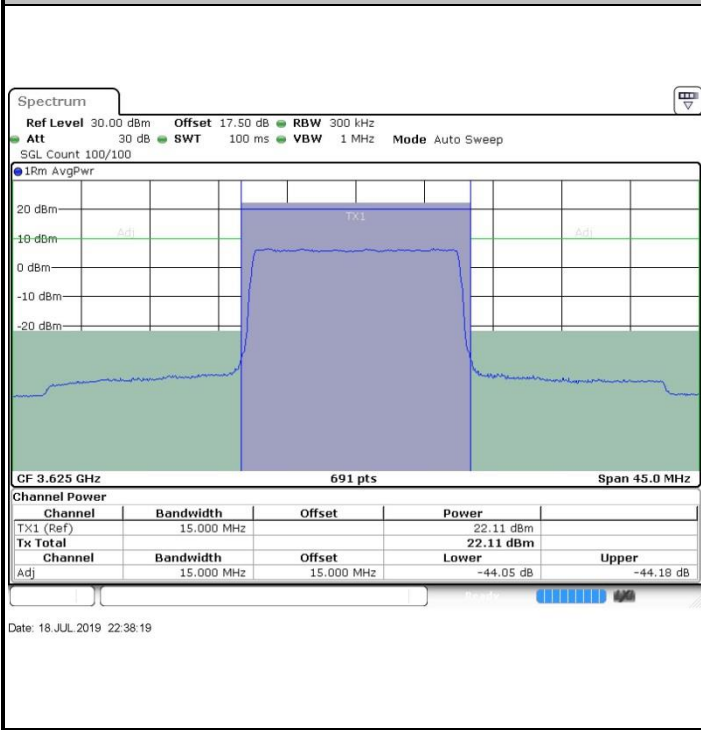 Spectrum
Ref Level 30.00 dBm Offset 17.50 dB RBW 300 kHz
Att 30 dB SWT 100 ms VBW 1 MHz Mode Auto Sweep
SGL Count 100/100
1Rm AvgPwr
20 dBm
TX1
Adj
Adj
10 dBm
0 dBm
-10 dBm
-20 dBm
CF 3.625 GHz 691 pts Span 45.0 MHz
Channel Power
Channel Bandwidth Offset Power
TX1 (Ref) 15.000 MHz 22.11 dBm
Tx Total 22.11 dBm
Channel Bandwidth Offset Lower Upper
Adj 15.000 MHz 15.000 MHz -44.05 dB -44.18 dB
Ready
Date: 18.JUL.2019 22:38:19